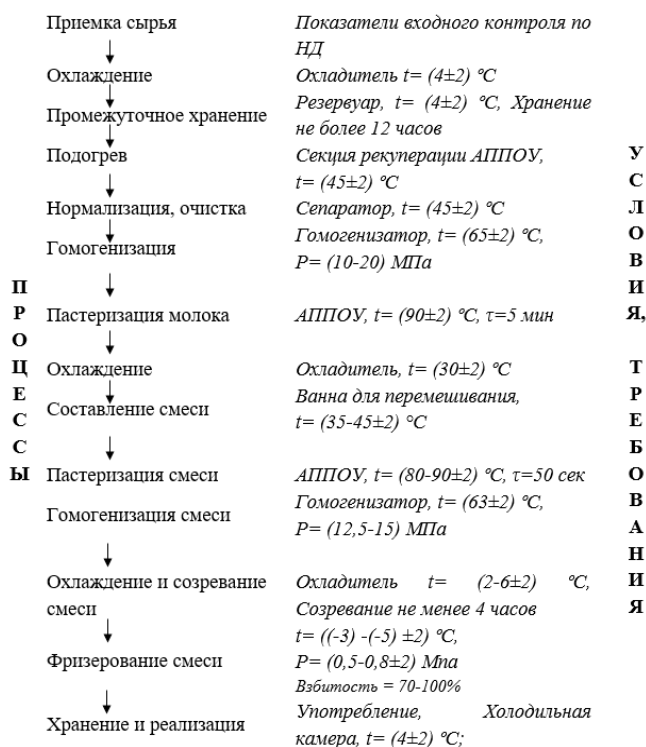 Приемка сырья
Показатели входного контроля по
НД
Охлаждение
Охладитель t= (4±2) °С
Промежуточное хранение
Резервуар, t= (4±2) °С, Хранение
не более 12 часов
Подогрев
Секция рекуперации АППОУ,
t= (45±2) °С
Нормализация, очистка
Сепаратор, t= (45±2) °С
Гомогенизация
Гомогенизатор, t= (65±2) °С,
Р= (10-20) МПа
Пастеризация молока
АППОУ, t= (90±2) °С, τ=5 мин
Охлаждение
Охладитель, t= (30±2) °С
Составление смеси
Ванна для перемешивания,
t= (35-45±2) °С
Пастеризация смеси
АППОУ, t= (80-90±2) °С, τ=50 сек
Гомогенизация смеси
Гомогенизатор, t= (63±2) °С,
Р= (12,5-15) МПа
Охлаждение и созревание
смеси
Охладитель t= (2-6±2) °С,
Созревание не менее 4 часов
Фризерование смеси
t= ((-3) -(-5) ±2) °С,
Р= (0,5-0,8±2) Мпа
Взбитость = 70-100%
Хранение и реализация
Употребление, Холодильная
камера, t= (4±2) °С;
ПРОЦЕССЫ
УСЛОВИЯ,
ТРЕБОВАНИЯ